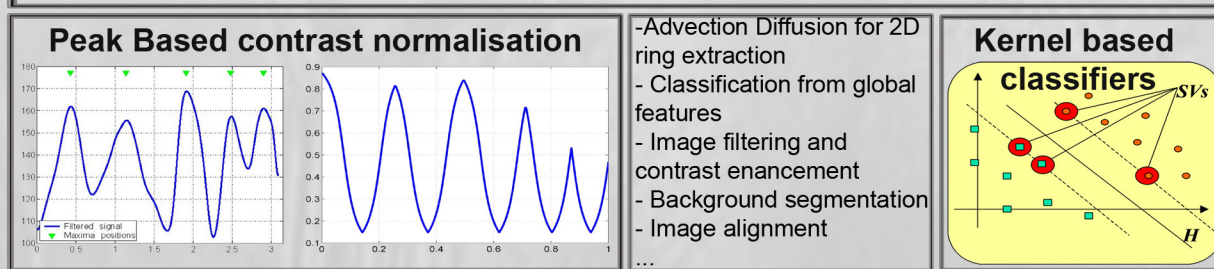 Peak Based contrast normalisation
180
170
160
150
140
130
120
110
100
0
0.5
1
1.5
2
2.5
3
Filtered signal
Maxima positions
0.9
0.8
0.7
0.6
0.5
0.4
0.3
0.2
0.1
0
0.2
0.4
0.6
0.8
1
-Advection Diffusion for 2D
ring extraction
- Classification from global
features
- Image filtering and
contrast enancement
- Background segmentation
- Image alignment
...
Kernel based
classifiers
SVs
H